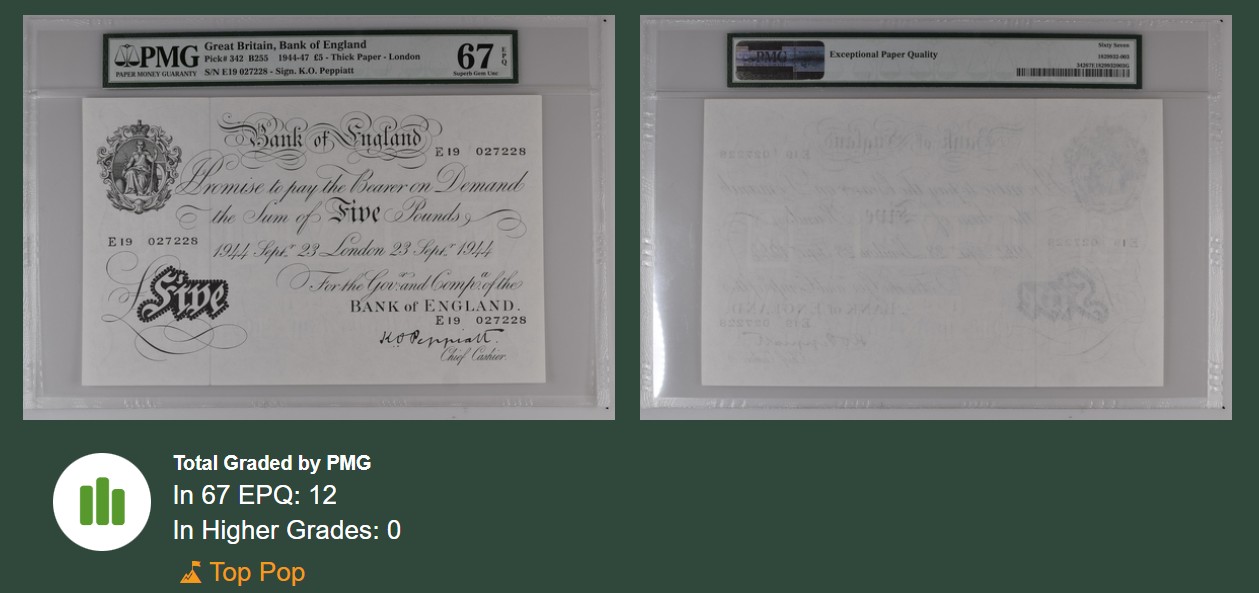 PMG
PAPER MONEY GUARANTY
Great Britain, Bank of England
Pick# 342 B255 1944-47 £5 - Thick Paper - London
S/N E19 027228 - Sign. K.O. Peppiatt
67 EPQ
Superb Gem Unc
Bank of England
E19 027228
Promise to pay the Bearer on Demand
the Sum of Five Pounds
E19 027228
1944 Sept.r 23 London 23 Sept.r 1944
For the Gov.r and Comp.a of the
BANK of ENGLAND.
E19 027228
Five
K.O Peppiatt.
Chief Cashier.
PMG
Exceptional Paper Quality
Sixty Seven
Total Graded by PMG
In 67 EPQ: 12
In Higher Grades: 0
Top Pop